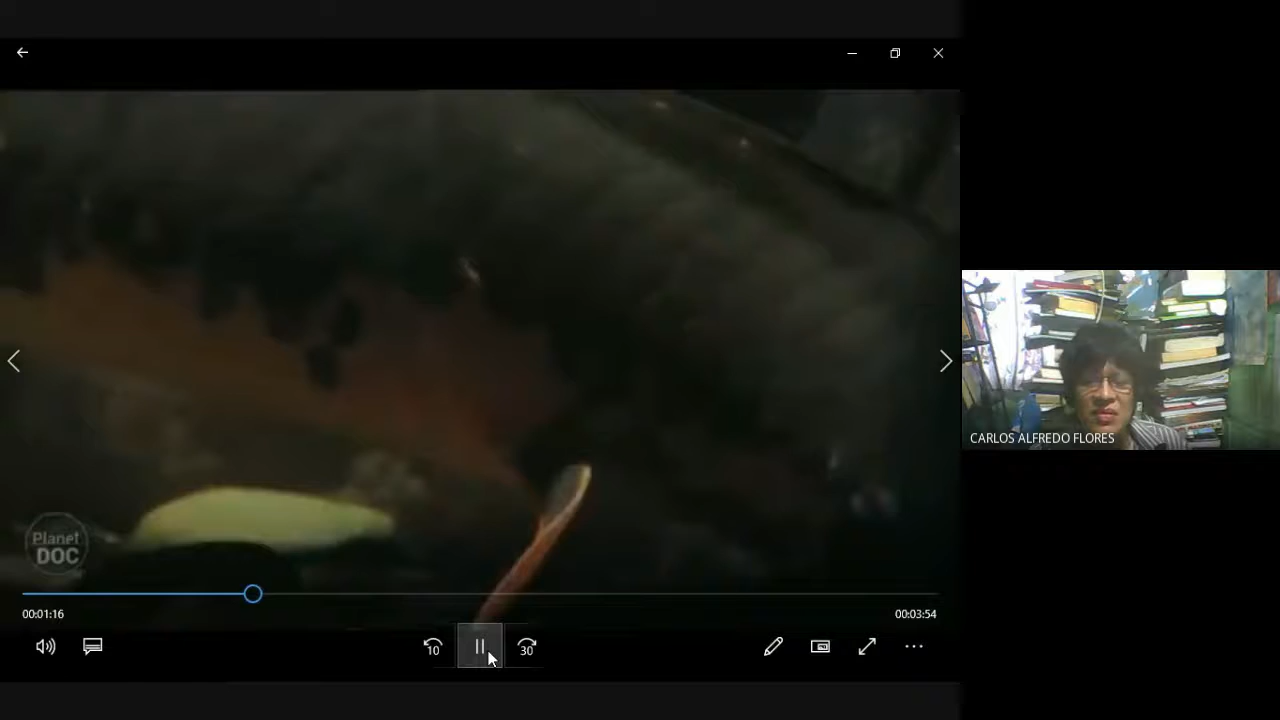 Planet
DOC
00:01:16
00:03:54
10
30
CARLOS ALFREDO FLORES